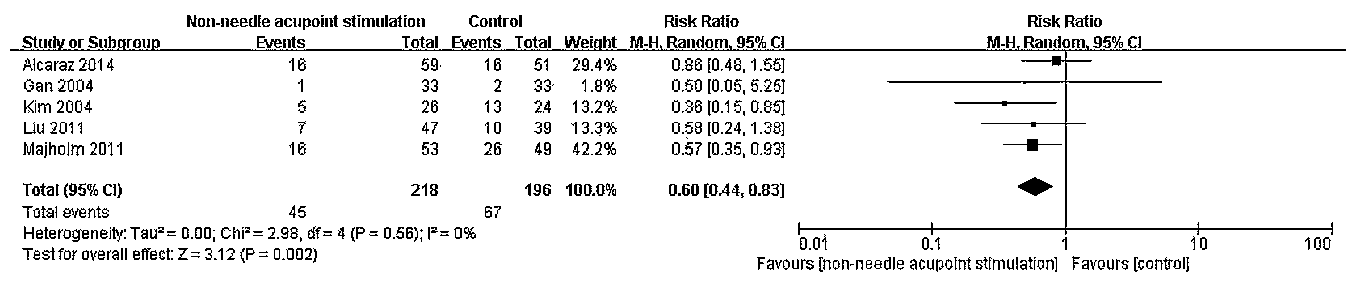 Non-needle acupoint stimulation Control Risk Ratio Risk Ratio
Study or Subgroup Events Total Events Total Weight M-H, Random, 95% CI M-H, Random, 95% CI
Alcaraz 2014 16 59 16 51 29.4% 0.86 [0.48, 1.55]
Gan 2004 1 33 2 33 1.8% 0.50 [0.05, 5.25]
Kim 2004 5 26 13 24 13.2% 0.36 [0.15, 0.85]
Liu 2011 7 47 10 39 13.3% 0.58 [0.24, 1.38]
Majholm 2011 16 53 26 49 42.2% 0.57 [0.35, 0.93]
Total (95% CI) 218 196 100.0% 0.60 [0.44, 0.83]
Total events 45 67
Heterogeneity: Tau² = 0.00; Chi² = 2.98, df = 4 (P = 0.56); I² = 0%
Test for overall effect: Z = 3.12 (P = 0.002)
0.01 0.1 1 10 100
Favours [non-needle acupoint stimulation] Favours [control]